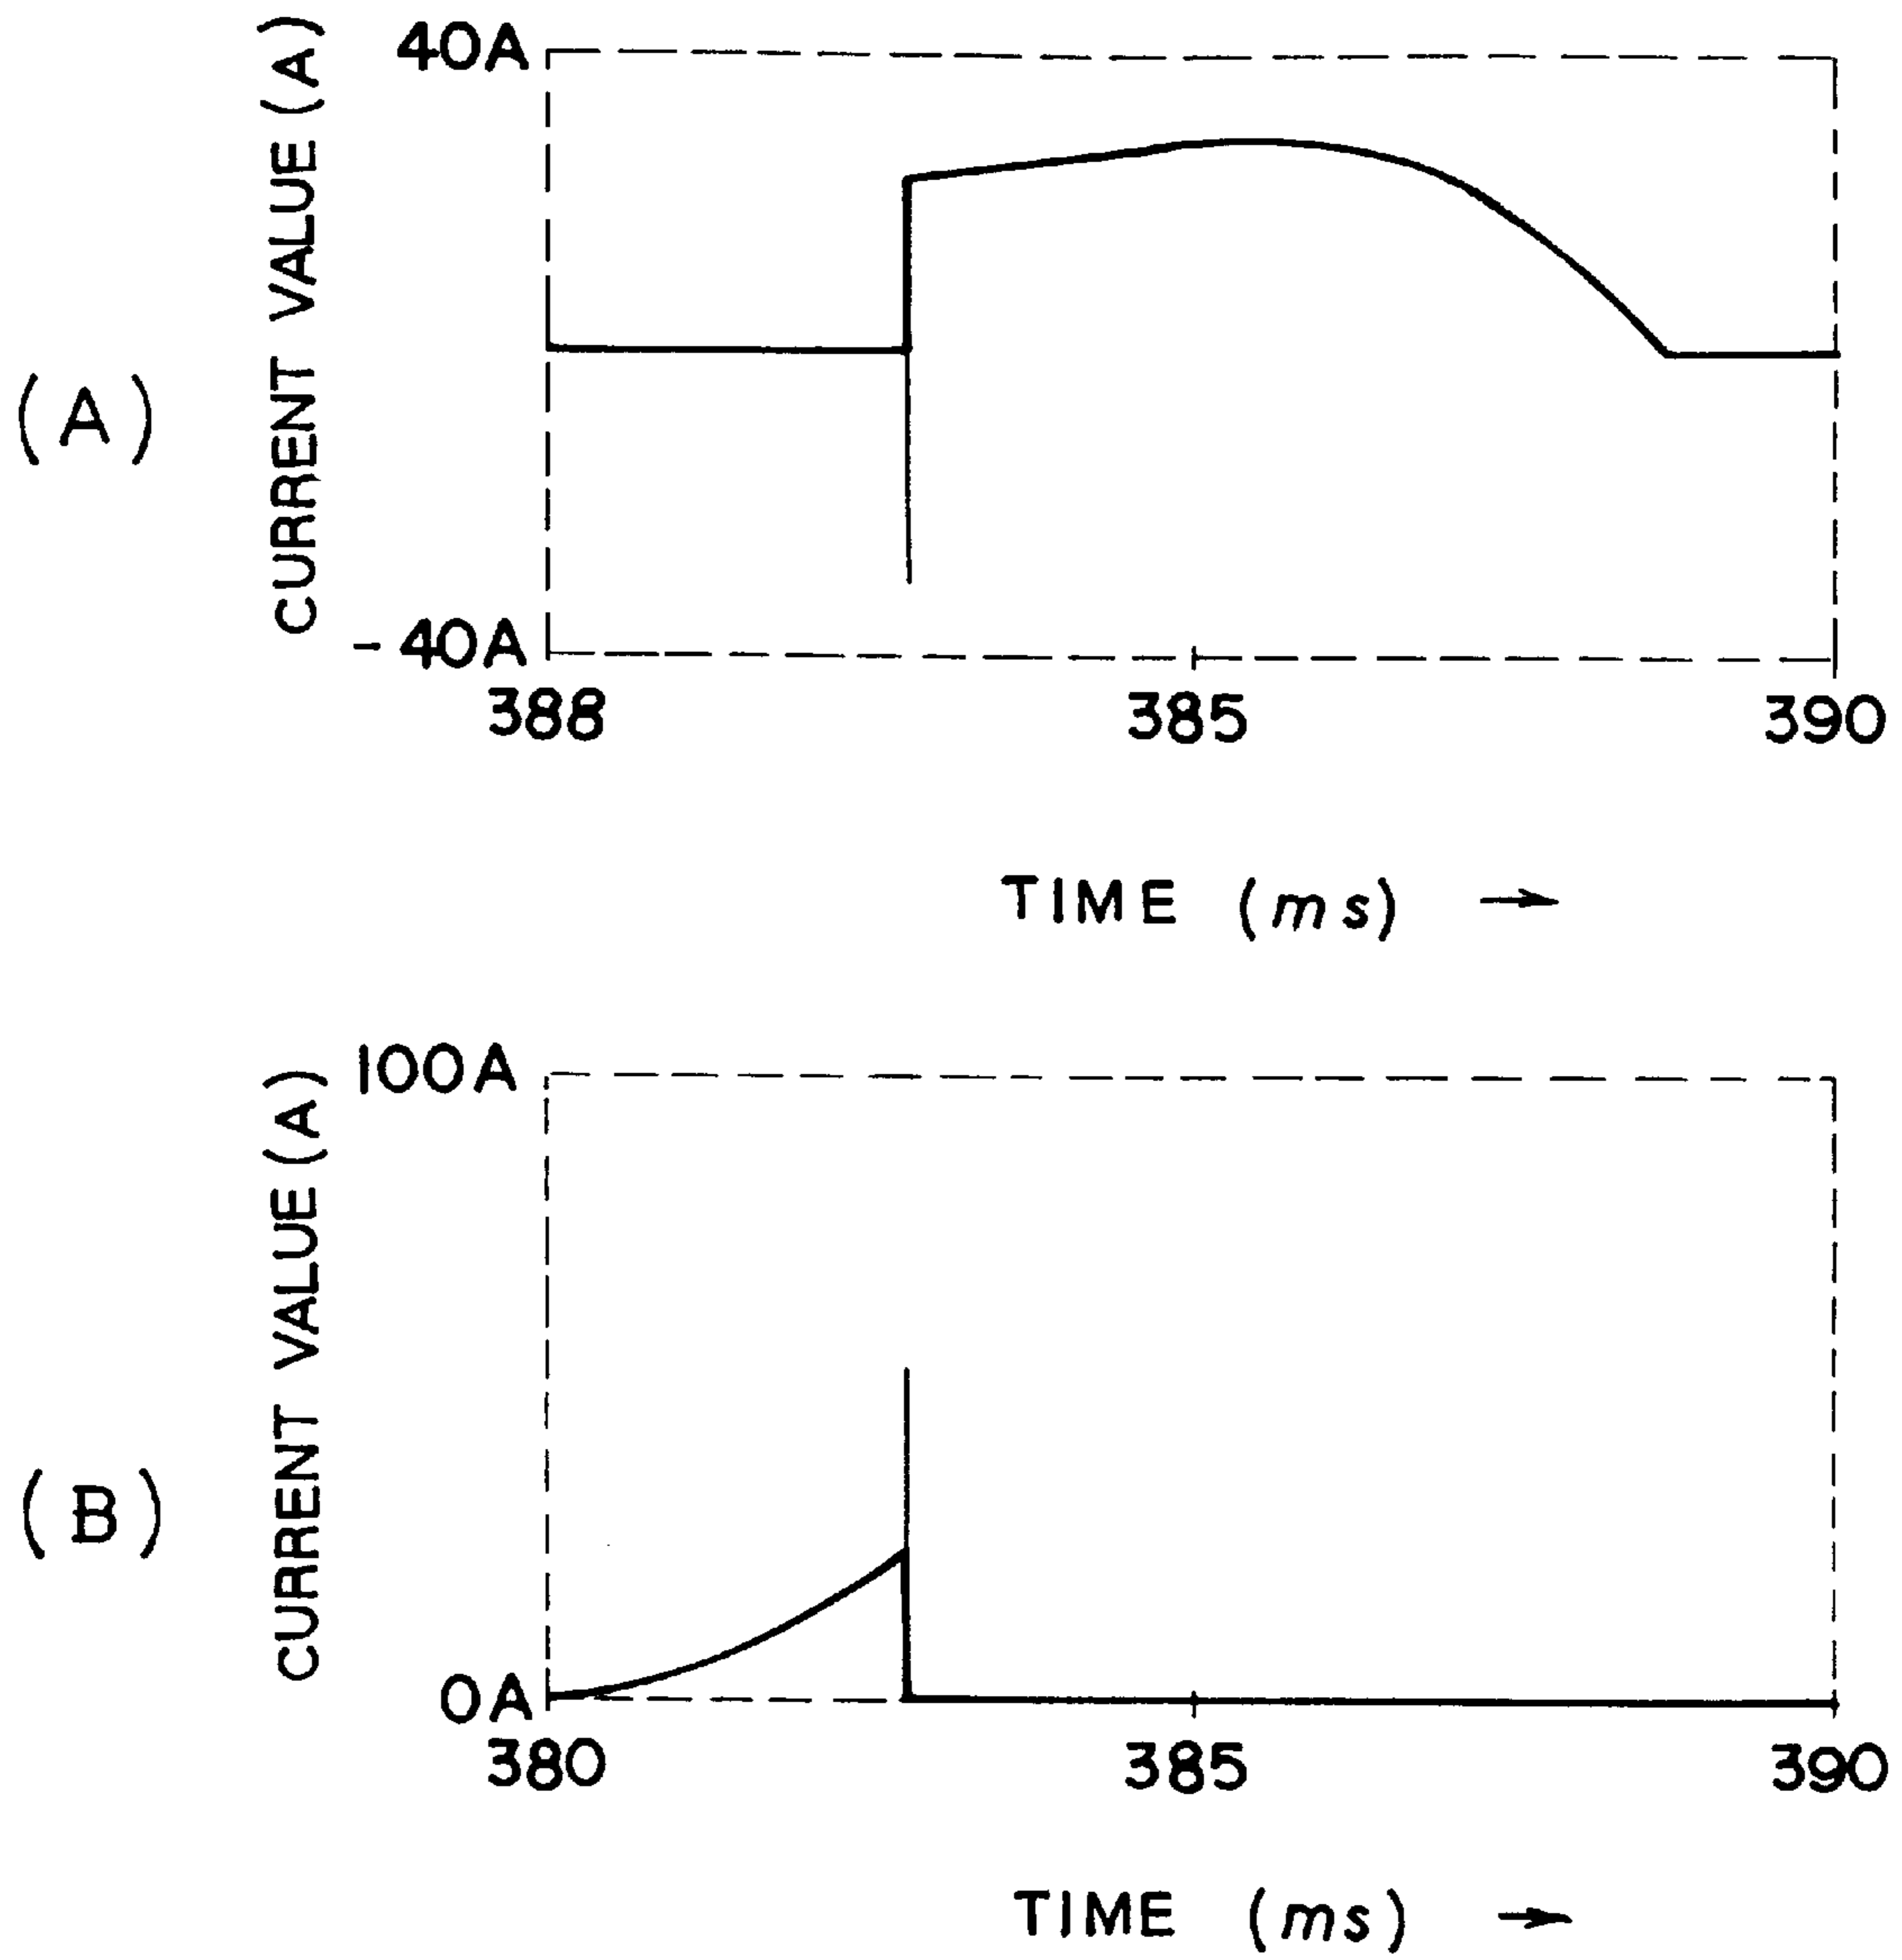 (A)
CURRENT VALUE (A)
40A
-40A
388
385
390
TIME (ms) →
(B)
CURRENT VALUE (A)
100A
0A
380
385
390
TIME (ms) →